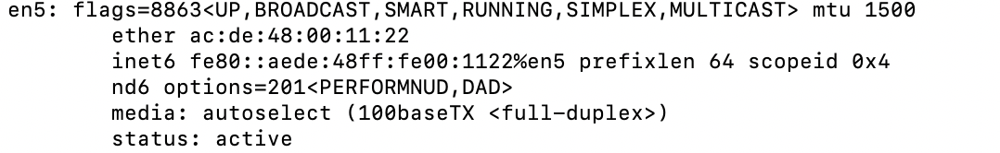 en5: flags=8863<UP,BROADCAST,SMART,RUNNING,SIMPLEX,MULTICAST> mtu 1500
ether ac:de:48:00:11:22
inet6 fe80::aede:48ff:fe00:1122%en5 prefixlen 64 scopeid 0x4
nd6 options=201<PERFORMNUD,DAD>
media: autoselect (100baseTX <full-duplex>)
status: active